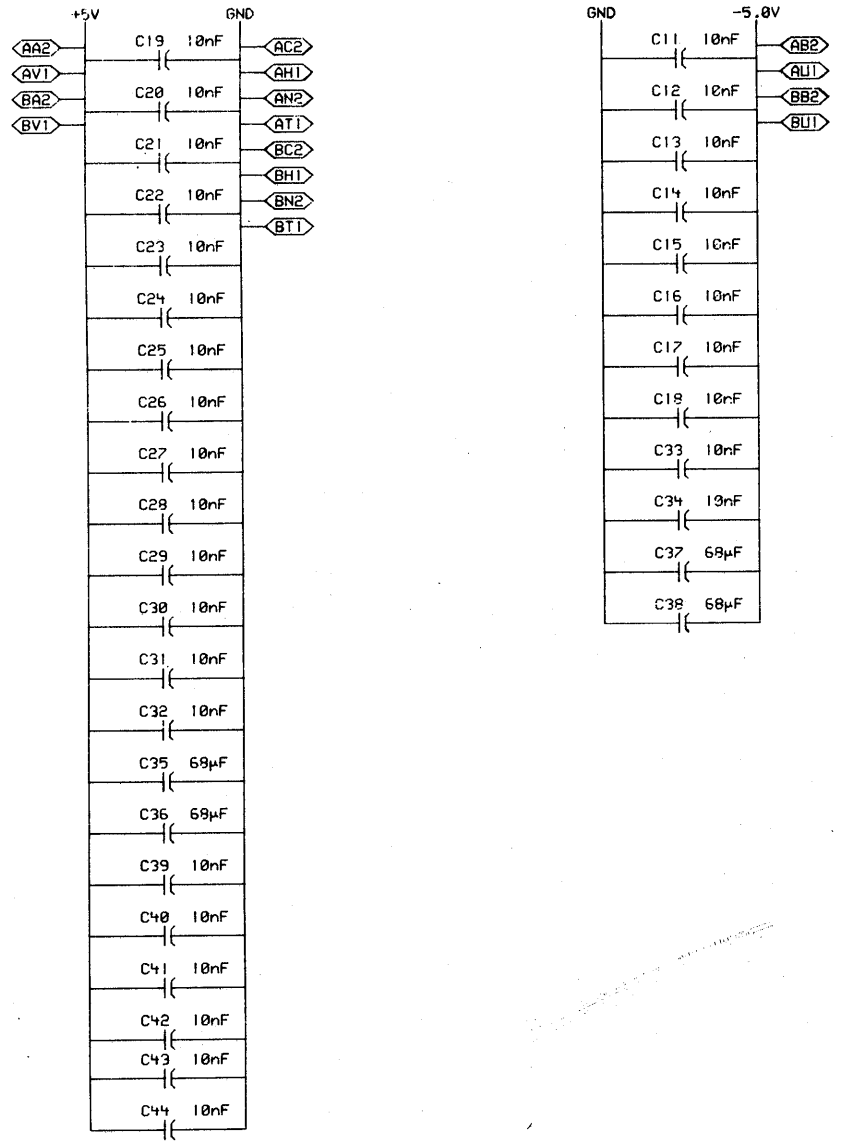 +5V GND
AA2 C19 10nF AC2
AV1 AH1
BA2 C20 10nF AN2
BV1 AT1
C21 10nF BC2
BH1
C22 10nF BN2
BT1
C23 10nF
C24 10nF
C25 10nF
C26 10nF
C27 10nF
C28 10nF
C29 10nF
C30 10nF
C31 10nF
C32 10nF
C35 68µF
C36 68µF
C39 10nF
C40 10nF
C41 10nF
C42 10nF
C43 10nF
C44 10nF
GND -5.0V
C11 10nF AB2
AU1
C12 10nF BB2
BU1
C13 10nF
C14 10nF
C15 10nF
C16 10nF
C17 10nF
C18 10nF
C33 10nF
C34 10nF
C37 68µF
C38 68µF